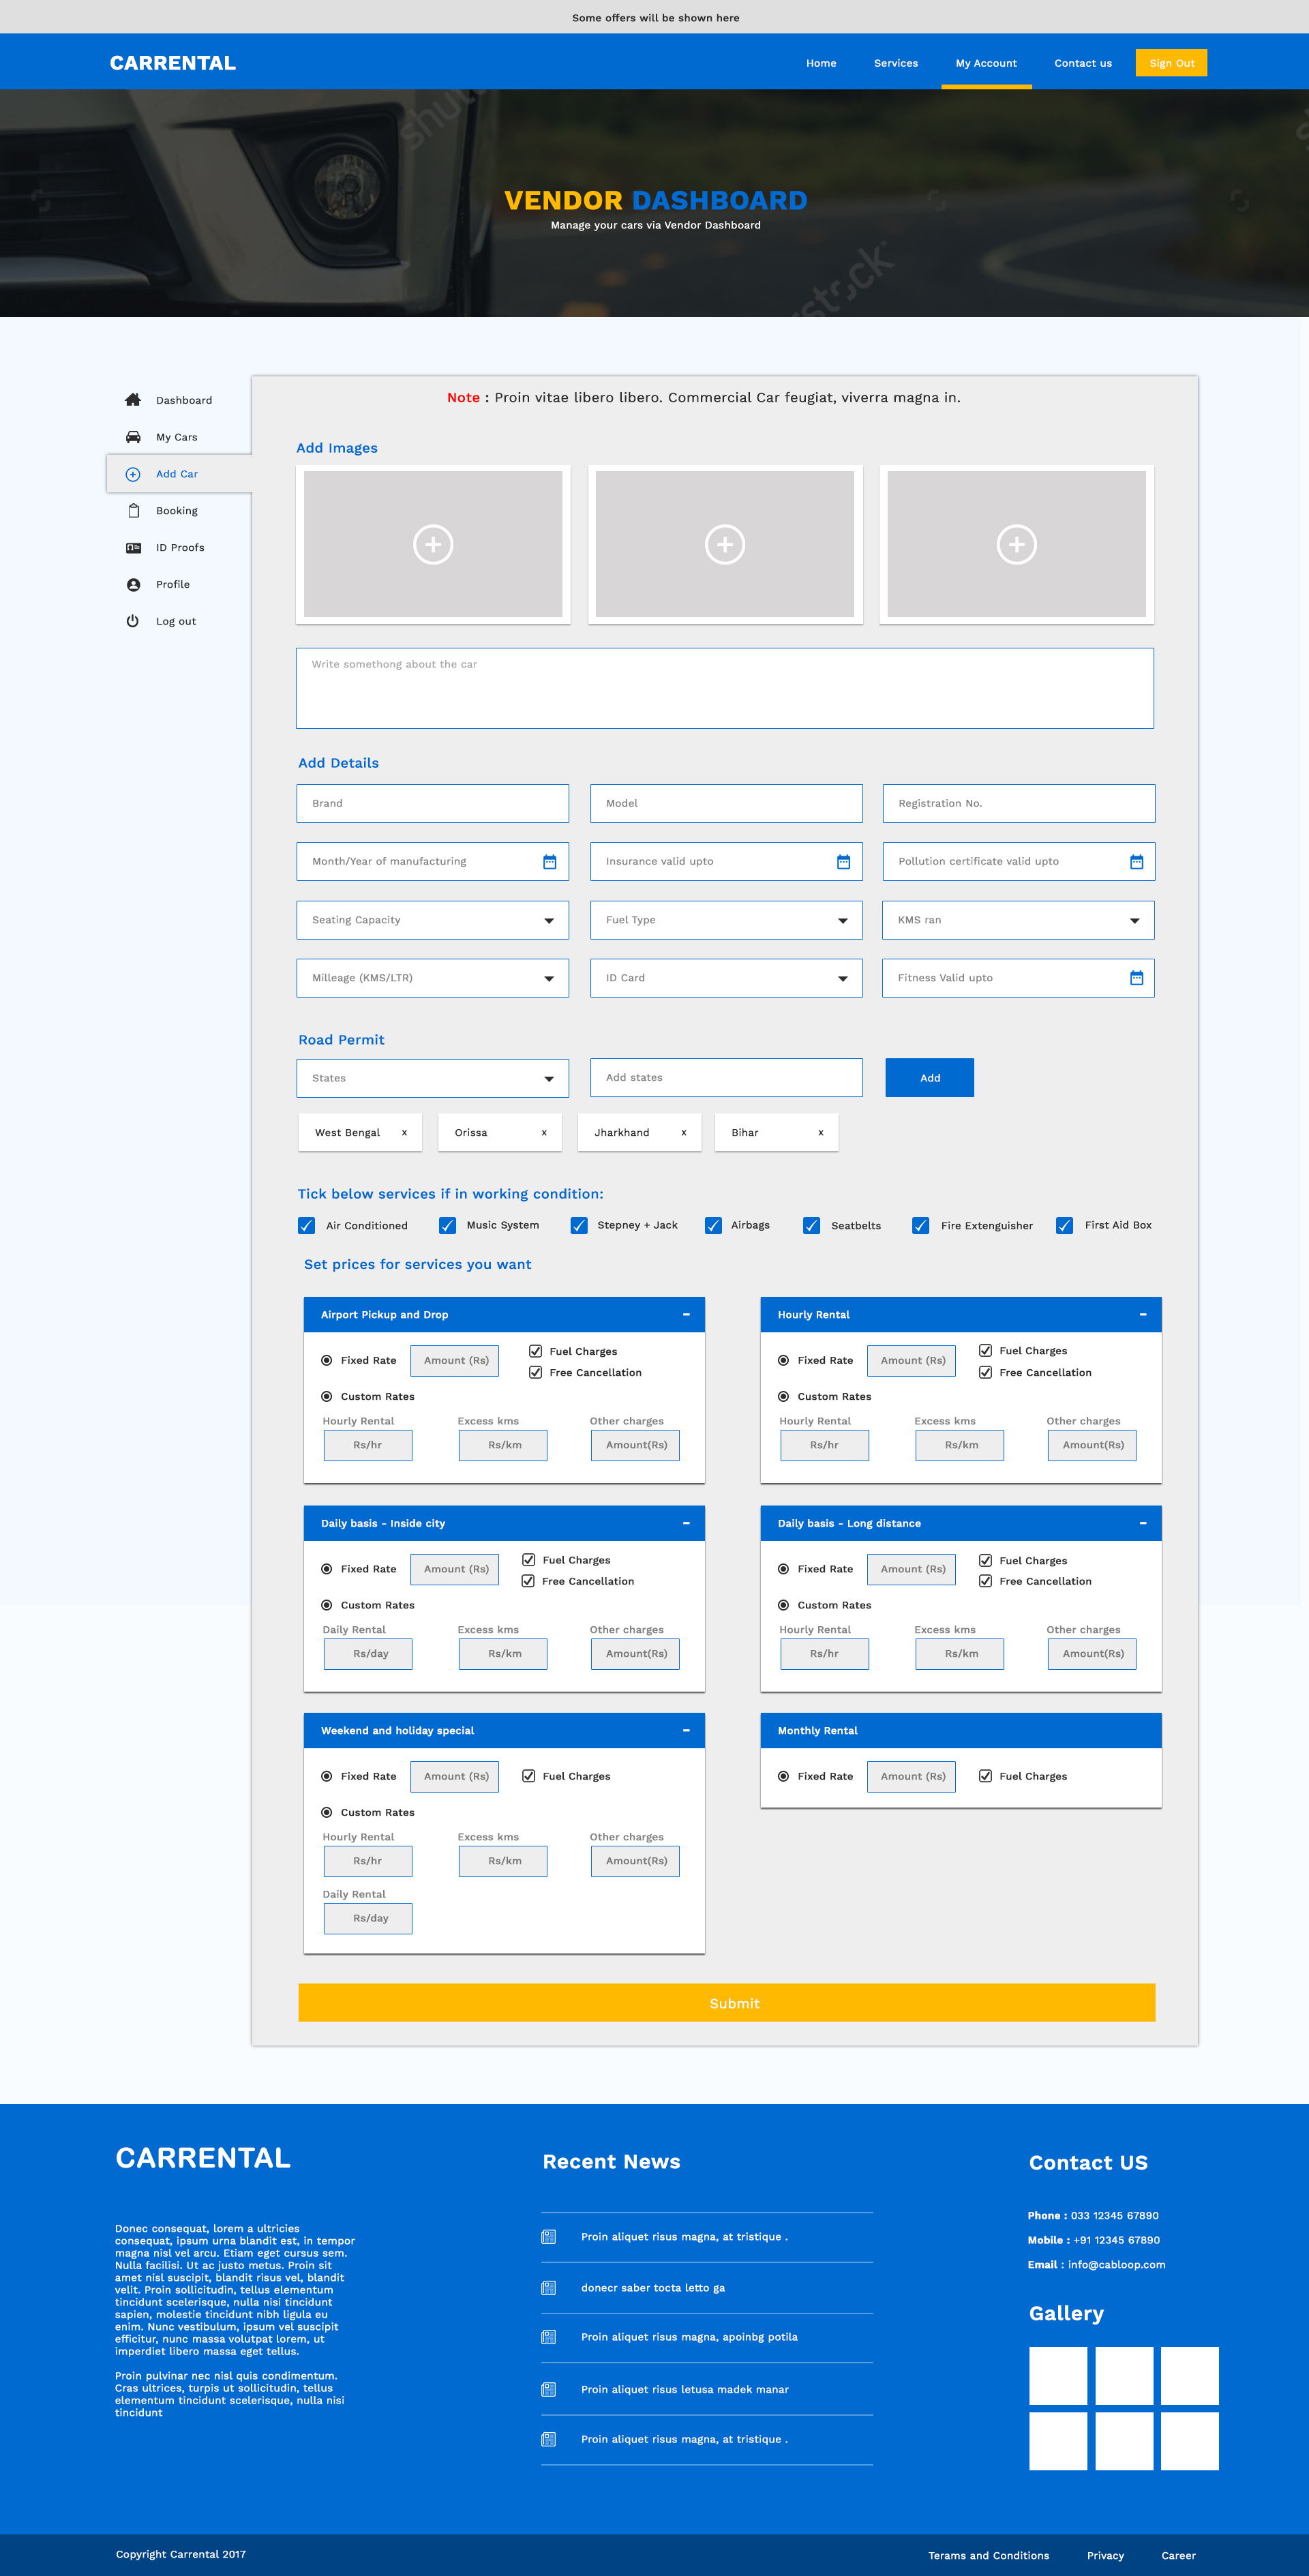 Some offers will be shown here
CARRENTAL
Home
Services
My Account
Contact us
Sign Out
VENDOR DASHBOARD
Manage your cars via Vendor Dashboard
Dashboard
My Cars
Add Car
Booking
ID Proofs
Profile
Log out
Note : Proin vitae libero libero. Commercial Car feugiat, viverra magna in.
Add Images
Write somethong about the car
Add Details
Brand
Model
Registration No.
Month/Year of manufacturing
Insurance valid upto
Pollution certificate valid upto
Seating Capacity
Fuel Type
KMS ran
Milleage (KMS/LTR)
ID Card
Fitness Valid upto
Road Permit
States
Add states
Add
West Bengal x
Orissa x
Jharkhand x
Bihar x
Tick below services if in working condition:
Air Conditioned
Music System
Stepney + Jack
Airbags
Seatbelts
Fire Extenguisher
First Aid Box
Set prices for services you want
Airport Pickup and Drop
Fixed Rate
Amount (Rs)
Fuel Charges
Free Cancellation
Custom Rates
Hourly Rental
Excess kms
Other charges
Rs/hr
Rs/km
Amount(Rs)
Hourly Rental
Fixed Rate
Amount (Rs)
Fuel Charges
Free Cancellation
Custom Rates
Hourly Rental
Excess kms
Other charges
Rs/hr
Rs/km
Amount(Rs)
Daily basis - Inside city
Fixed Rate
Amount (Rs)
Fuel Charges
Free Cancellation
Custom Rates
Daily Rental
Excess kms
Other charges
Rs/day
Rs/km
Amount(Rs)
Daily basis - Long distance
Fixed Rate
Amount (Rs)
Fuel Charges
Free Cancellation
Custom Rates
Hourly Rental
Excess kms
Other charges
Rs/hr
Rs/km
Amount(Rs)
Weekend and holiday special
Fixed Rate
Amount (Rs)
Fuel Charges
Custom Rates
Hourly Rental
Excess kms
Other charges
Rs/hr
Rs/km
Amount(Rs)
Daily Rental
Rs/day
Monthly Rental
Fixed Rate
Amount (Rs)
Fuel Charges
Submit
CARRENTAL
Donec consequat, lorem a ultricies
consequat, ipsum urna blandit est, in tempor
magna nisl vel arcu. Etiam eget cursus sem.
Nulla facilisi. Ut ac justo metus. Proin sit
amet nisl suscipit, blandit risus vel, blandit
velit. Proin sollicitudin, tellus elementum
tincidunt scelerisque, nulla nisi tincidunt
sapien, molestie tincidunt nibh ligula eu
enim. Nunc vestibulum, ipsum vel suscipit
efficitur, nunc massa volutpat lorem, ut
imperdiet libero massa eget tellus.
Proin pulvinar nec nisl quis condimentum.
Cras ultrices, turpis ut sollicitudin, tellus
elementum tincidunt scelerisque, nulla nisi
tincidunt
Recent News
Proin aliquet risus magna, at tristique .
donecr saber tocta letto ga
Proin aliquet risus magna, apoinbg potila
Proin aliquet risus letusa madek manar
Proin aliquet risus magna, at tristique .
Contact US
Phone : 033 12345 67890
Mobile : +91 12345 67890
Email : info@cabloop.com
Gallery
Copyright Carrental 2017
Terams and Conditions
Privacy
Career